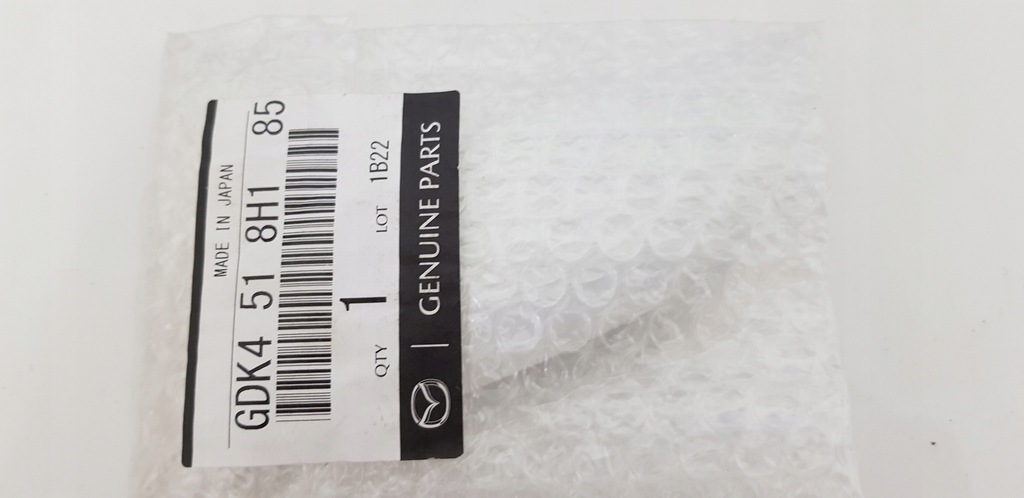 MADE IN JAPAN
GDK4 51 8H1 85
QTY 1 LOT 1B22
GENUINE PARTS